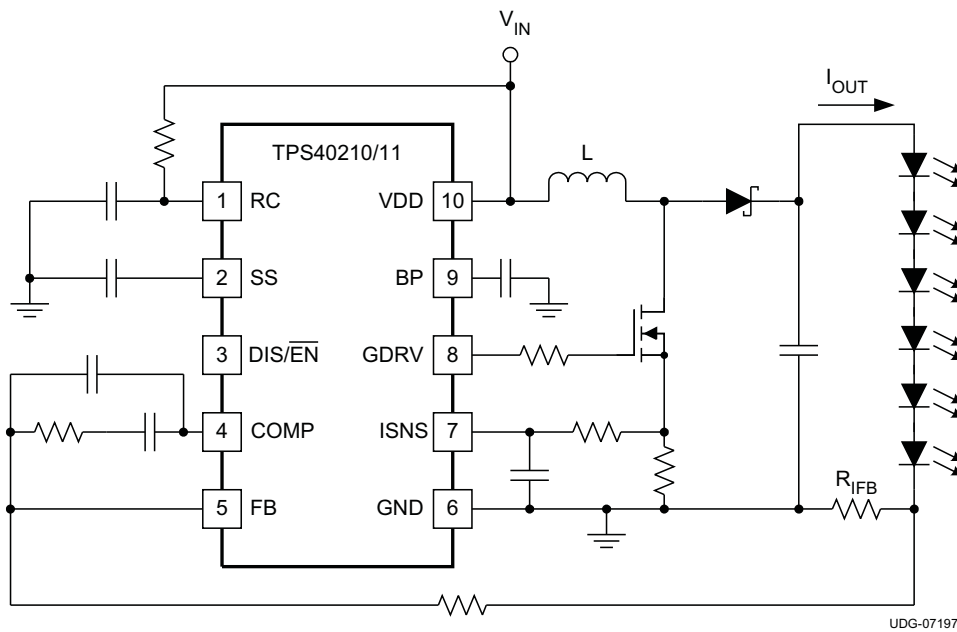 V_IN
I_OUT
TPS40210/11
L
1 RC
VDD 10
2 SS
BP 9
3 DIS/E̅N̅
GDRV 8
4 COMP
ISNS 7
R_IFB
5 FB
GND 6
UDG-07197